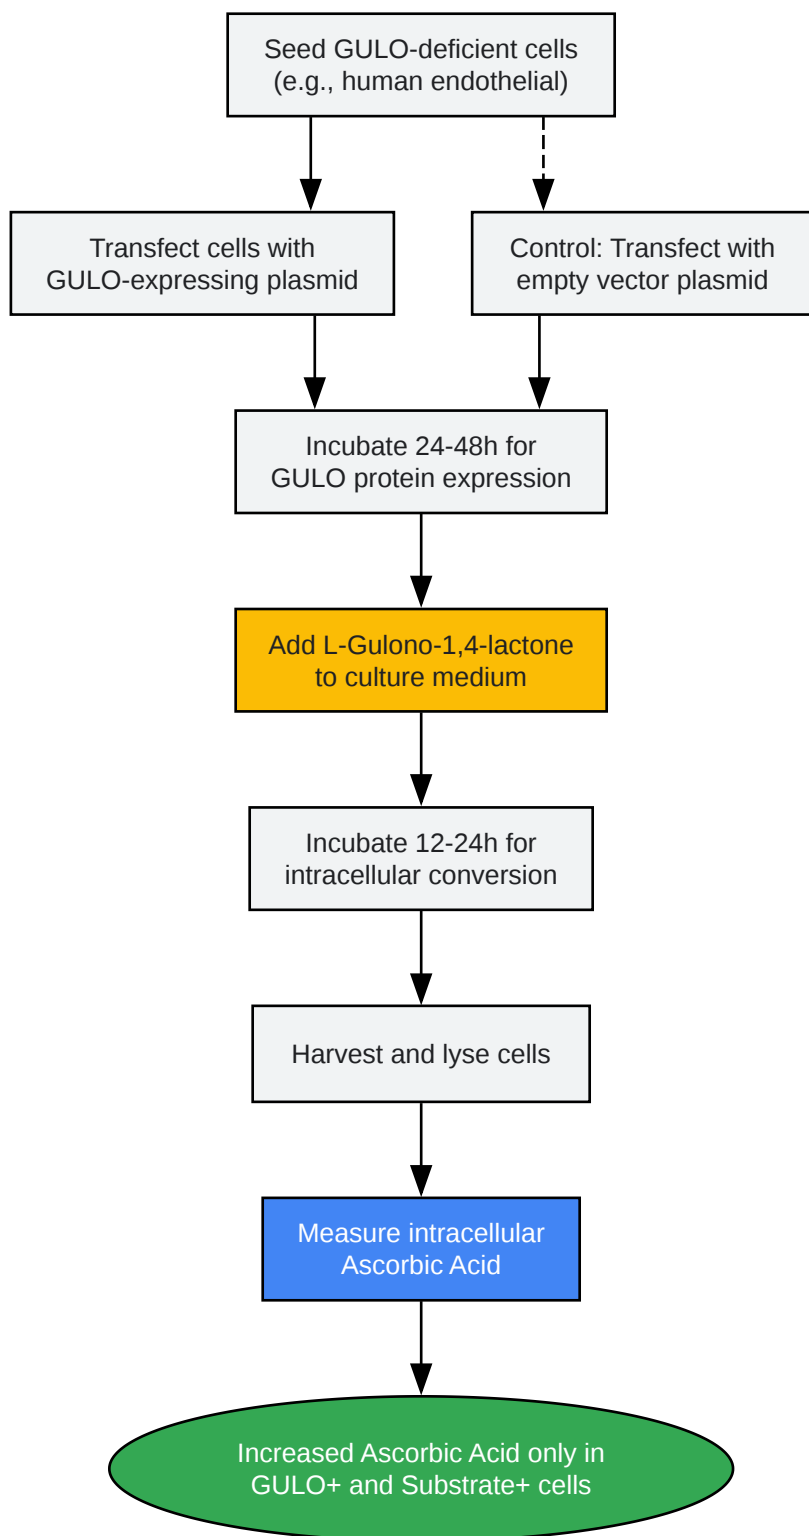 Seed GULO-deficient cells
(e.g., human endothelial)
Transfect cells with
GULO-expressing plasmid
Control: Transfect with
empty vector plasmid
Incubate 24-48h for
GULO protein expression
Add L-Gulono-1,4-lactone
to culture medium
Incubate 12-24h for
intracellular conversion
Harvest and lyse cells
Measure intracellular
Ascorbic Acid
Increased Ascorbic Acid only in
GULO+ and Substrate+ cells